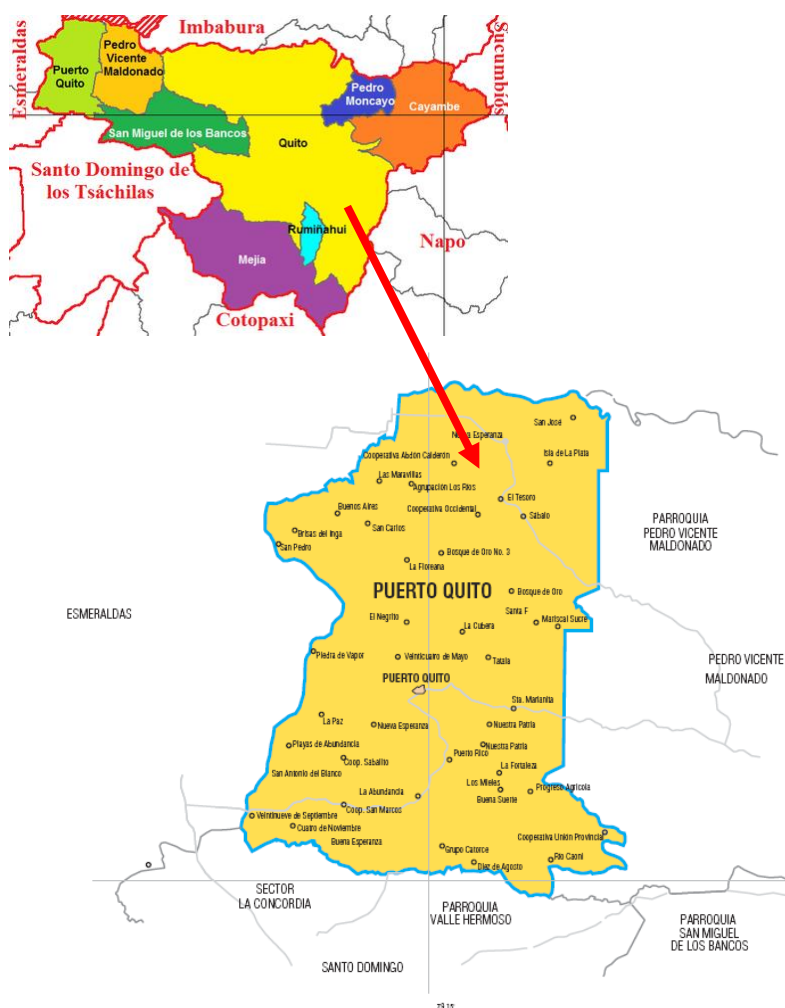 Imbabura
Esmeraldas
Sucumbíos
Pedro
Vicente
Maldonado
Puerto
Quito
Pedro
Moncayo
Cayambe
San Miguel de los Bancos
Quito
Santo Domingo de
los Tsáchilas
Rumiñahui
Napo
Mejía
Cotopaxi
San José
Nueva Esperanza
Cooperativa Abdón Calderón
Isla de La Plata
Las Maravillas
Agrupación Los Ríos
El Tesoro
Buenos Aires
Cooperativa Occidental
Sábalo
San Carlos
Brisas del Inga
San Pedro
PARROQUIA
PEDRO VICENTE
MALDONADO
Bosque de Oro No. 3
La Floreana
PUERTO QUITO
Bosque de Oro
ESMERALDAS
El Negrito
Santa F
Mariscal Sucre
La Cubera
Piedra de Vapor
Veinticuatro de Mayo
Tatala
PEDRO VICENTE
MALDONADO
PUERTO QUITO
Sta. Marianita
La Paz
Nueva Esperanza
Nuestra Patria
Playas de Abundancia
Nuestra Patria
Coop. Sabalito
Puerto Rico
San Antonio del Blanco
La Fortaleza
Los Mieles
La Abundancia
Buena Suerte
Progreso Agrícola
Coop. San Marcos
Veintinueve de Septiembre
Cuatro de Noviembre
Cooperativa Unión Provincia
Buena Esperanza
Grupo Catorce
Diez de Agosto
Río Caoni
SECTOR
LA CONCORDIA
PARROQUIA
VALLE HERMOSO
PARROQUIA
SAN MIGUEL
DE LOS BANCOS
SANTO DOMINGO